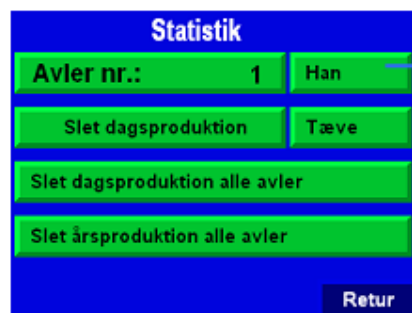 Statistik
Avler nr.: 1 Han
Slet dagsproduktion Tæve
Slet dagsproduktion alle avler
Slet årsproduktion alle avler
Retur